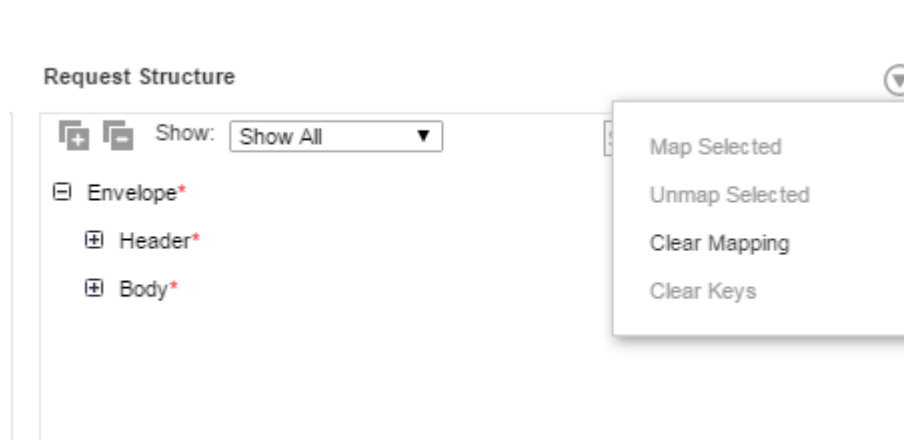 Request Structure
Show: Show All
Envelope*
Header*
Body*
Map Selected
Unmap Selected
Clear Mapping
Clear Keys